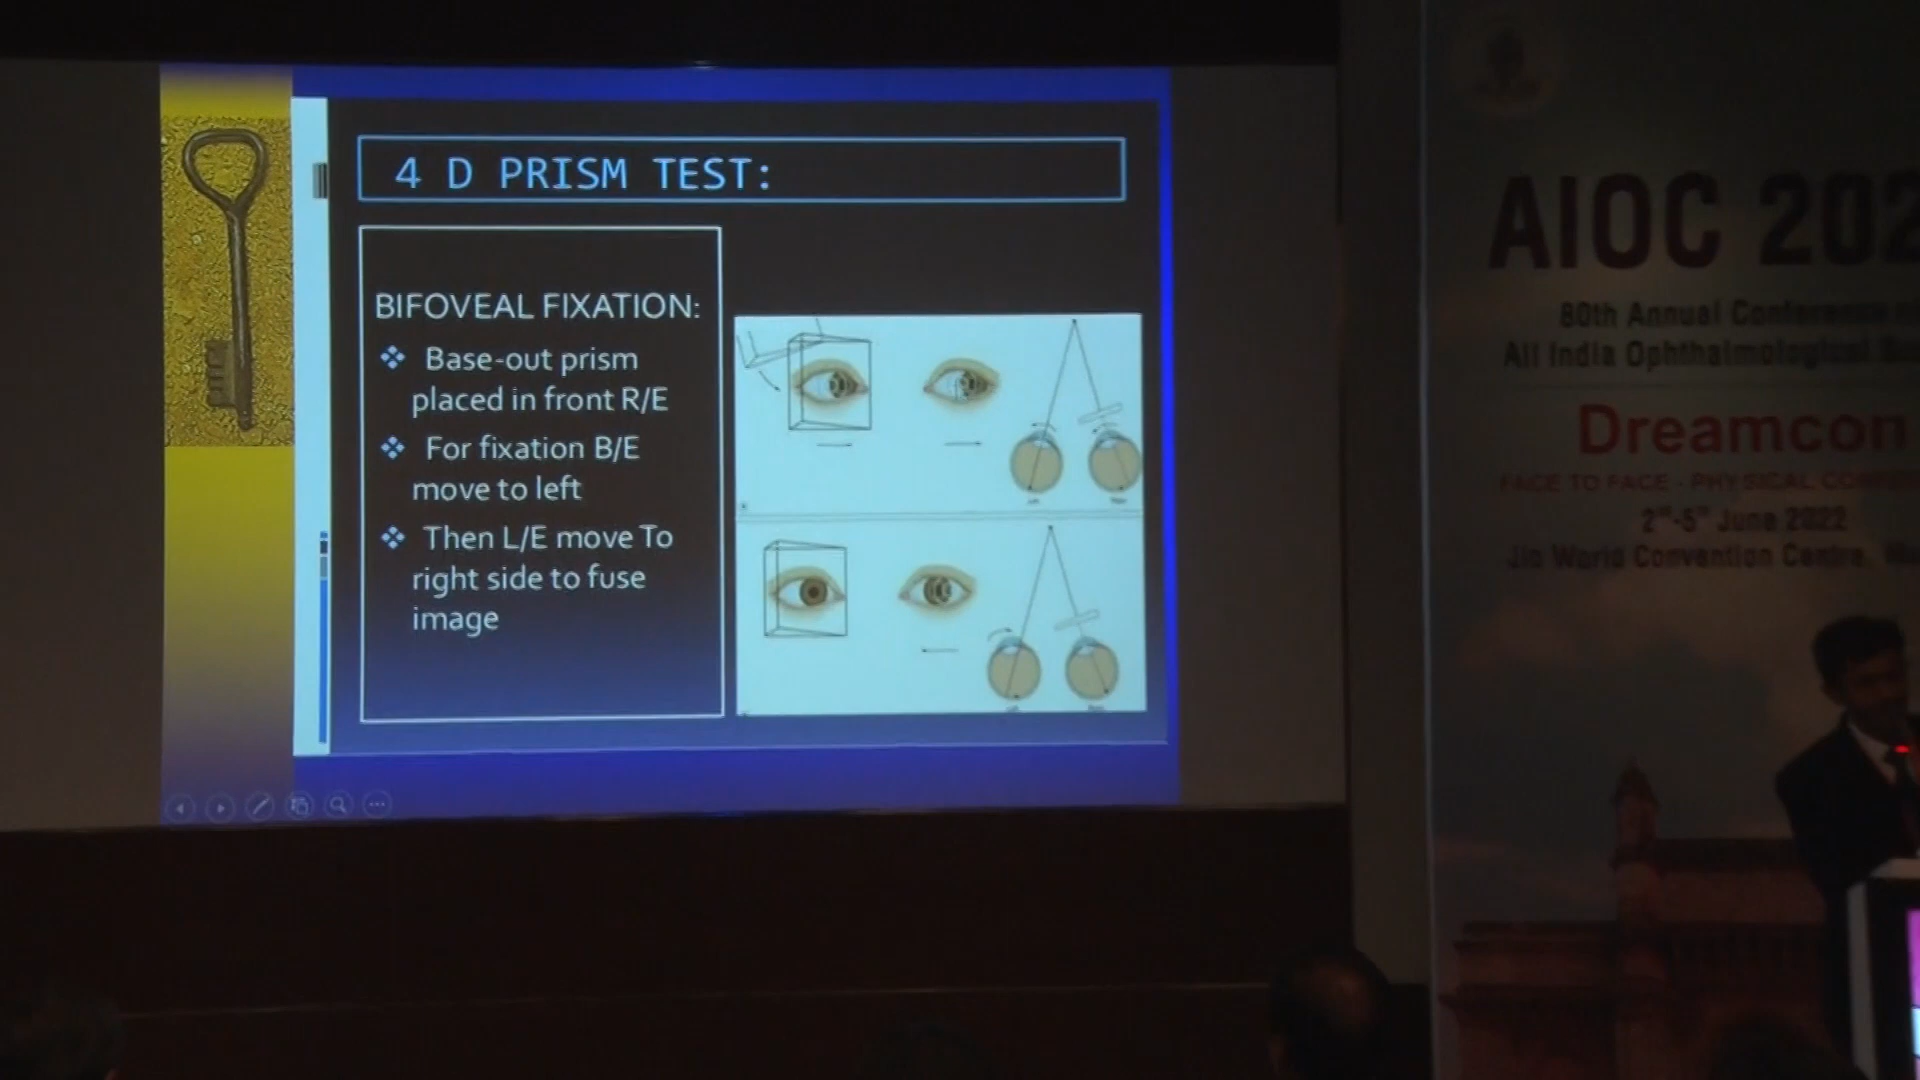 4 D PRISM TEST:
BIFOVEAL FIXATION:
Base-out prism
placed in front R/E
For fixation B/E
move to left
Then L/E move To
right side to fuse
image
AIOC 202
80th Annual Conference
All India Ophthalmological
Dreamcon
FACE TO FACE - PHYSICAL
2nd-5th June 2022
Jio World Convention Centre,